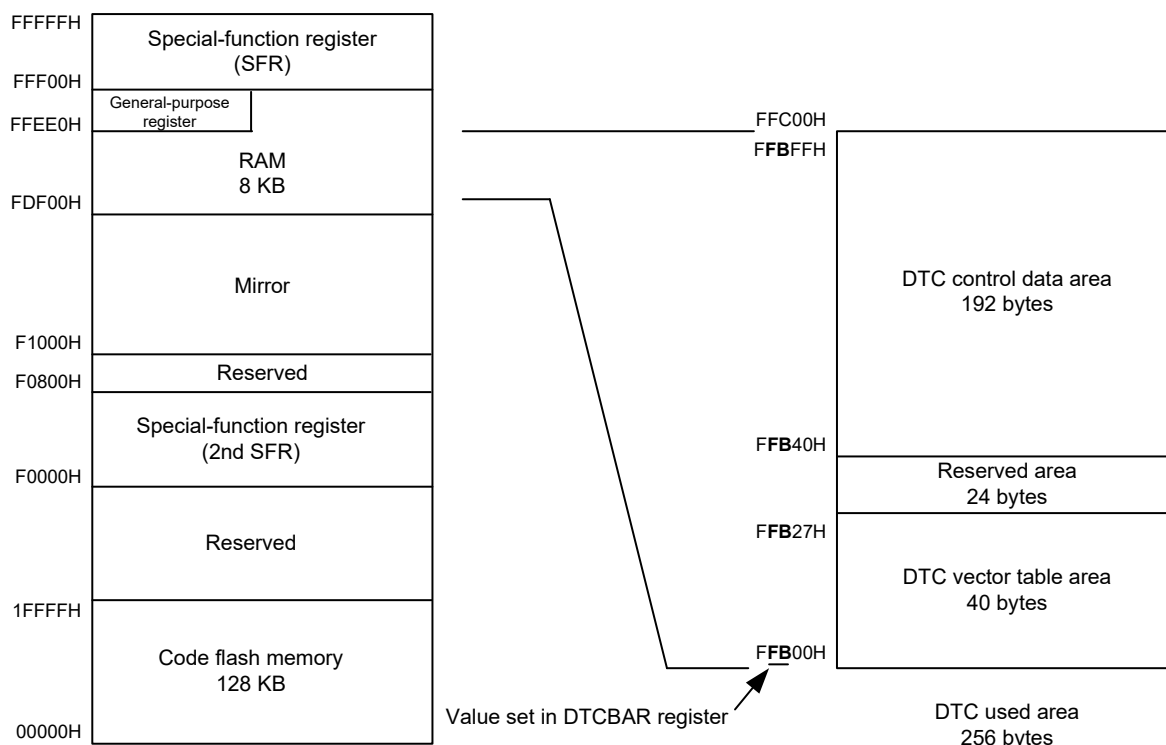 FFFFFH
Special-function register
(SFR)
FFF00H
General-purpose
register
FFEE0H
RAM
8 KB
FDF00H
Mirror
F1000H
Reserved
F0800H
Special-function register
(2nd SFR)
F0000H
Reserved
1FFFFH
Code flash memory
128 KB
00000H
FFC00H
FFBFFH
DTC control data area
192 bytes
FFB40H
Reserved area
24 bytes
FFB27H
DTC vector table area
40 bytes
FFB00H
Value set in DTCBAR register
DTC used area
256 bytes